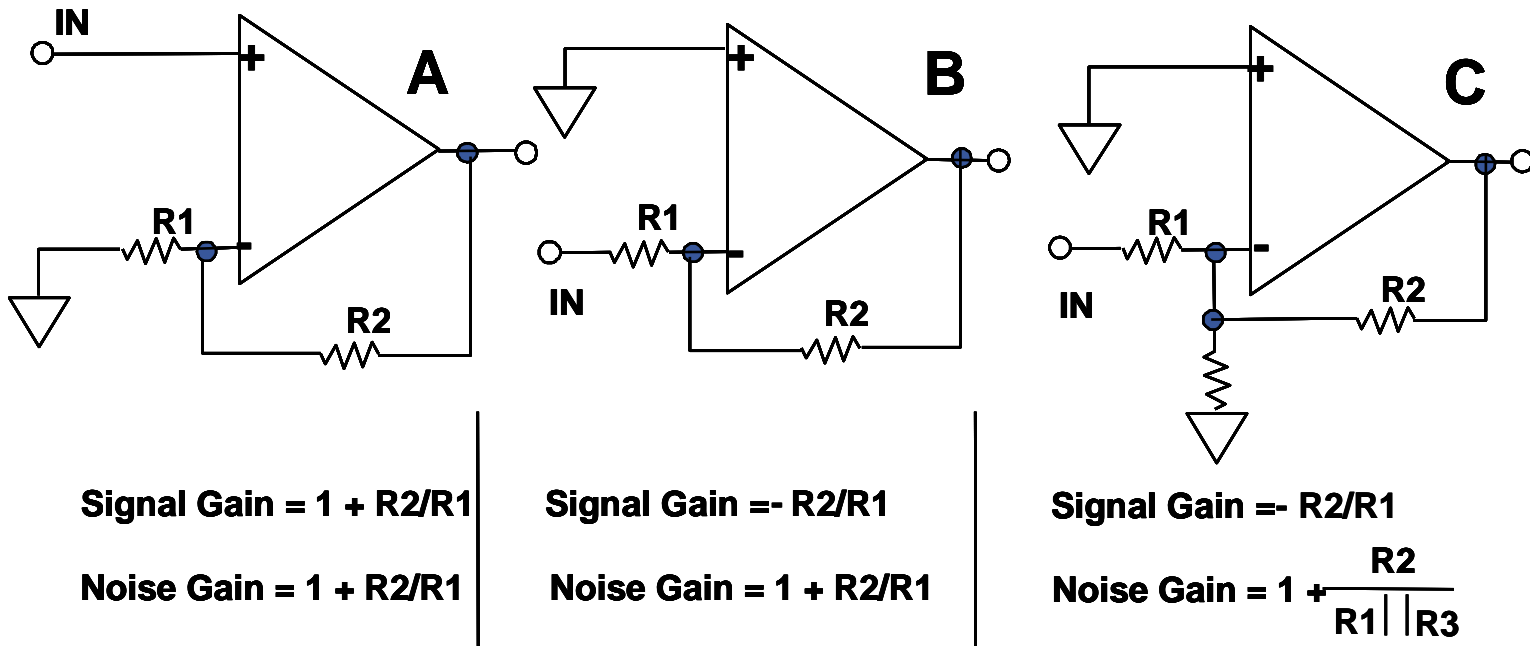 IN
+
A
R1
-
R2
Signal Gain = 1 + R2/R1
Noise Gain = 1 + R2/R1
+
B
R1
-
IN
R2
Signal Gain =- R2/R1
Noise Gain = 1 + R2/R1
+
C
R1
-
IN
R2
Signal Gain =- R2/R1
R2
Noise Gain = 1 +
R1||R3